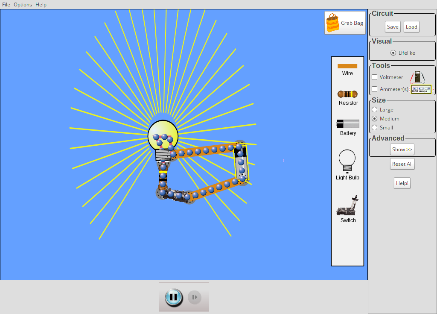 File Options Help
Grab Bag
Wire
Resistor
Battery
Light Bulb
Switch
Circuit
Save Load
Visual
Lifelike
Tools
Voltmeter
Ammeter(s)
Size
Large
Medium
Small
Advanced
Show >>
Reset All
Help!